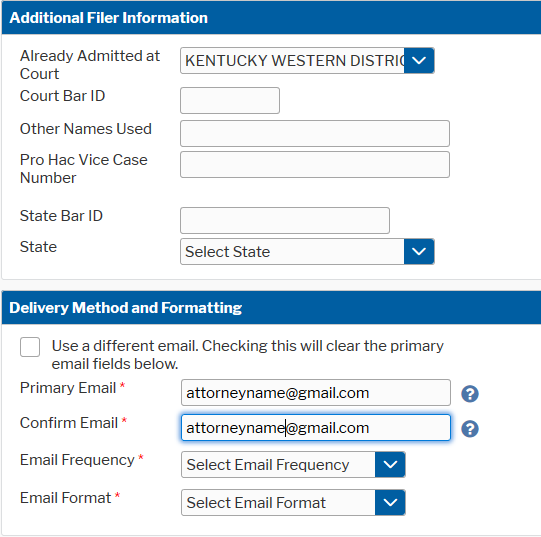 Additional Filer Information
Already Admitted at
Court
KENTUCKY WESTERN DISTRIC
Court Bar ID
Other Names Used
Pro Hac Vice Case
Number
State Bar ID
State
Select State
Delivery Method and Formatting
Use a different email. Checking this will clear the primary
email fields below.
Primary Email *
attorneyname@gmail.com
?
Confirm Email *
attorneyname@gmail.com
?
Email Frequency *
Select Email Frequency
Email Format *
Select Email Format